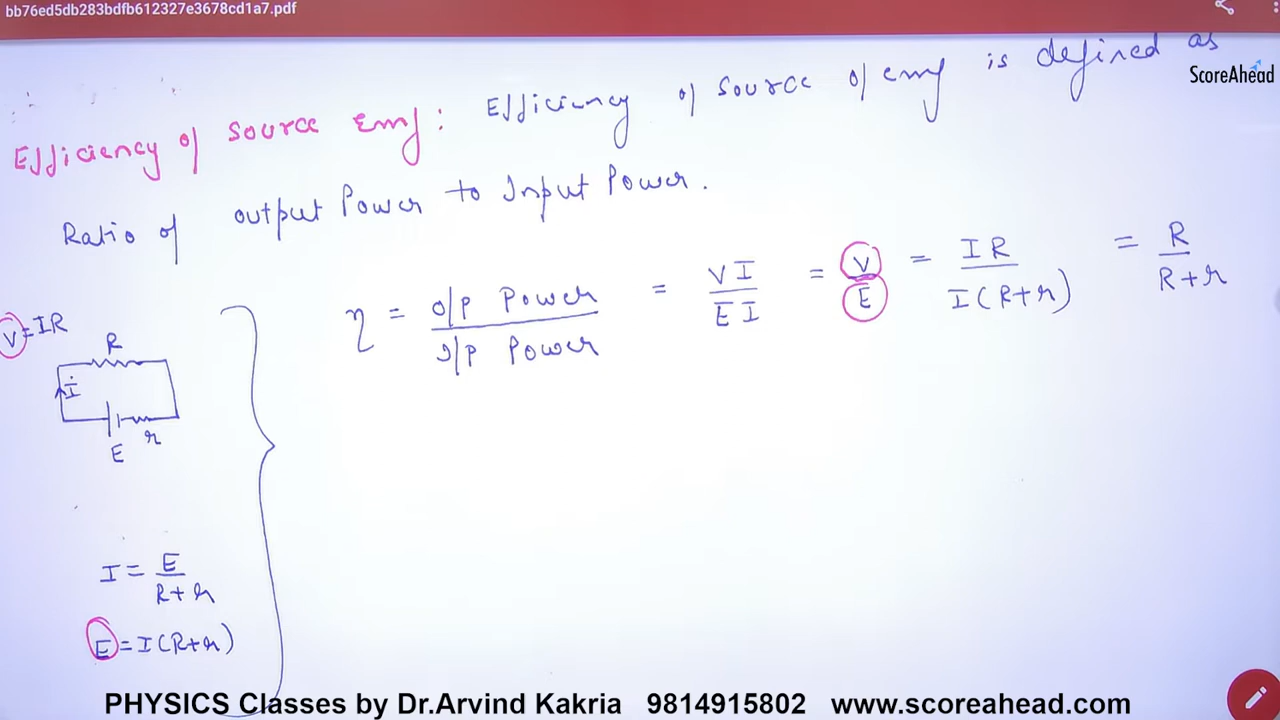 bb76ed5db283bdfb612327e3678cd1a7.pdf
ScoreAhead
Efficiency of source Emf: Efficiency of source of emf is defined as
Ratio of output Power to Input Power.
η = O/P Power / I/P Power = VI / EI = V / E = IR / I(R+r) = R / R+r
V=IR
R
I
E
r
I = E / R+r
E = I(R+r)
PHYSICS Classes by Dr.Arvind Kakria 9814915802 www.scoreahead.com